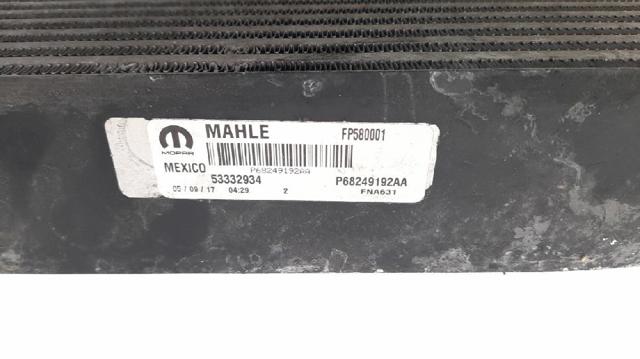 MAHLE FP580001
MOPAR
P68249192AA
MEXICO
53332934 P68249192AA
05 / 09 / 17 04:29 2 FNA631